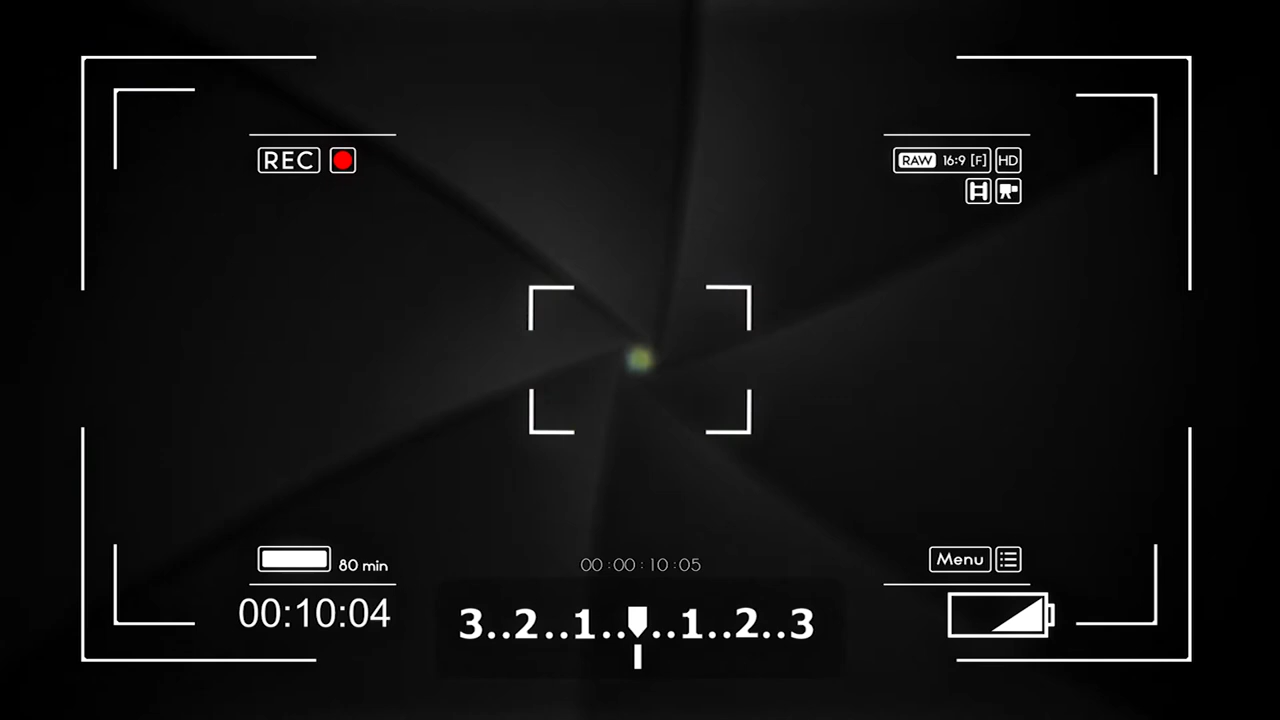 REC
RAW 16:9 [F] HD
80 min
00:00:10:05
Menu
00:10:04
3..2..1....1..2..3